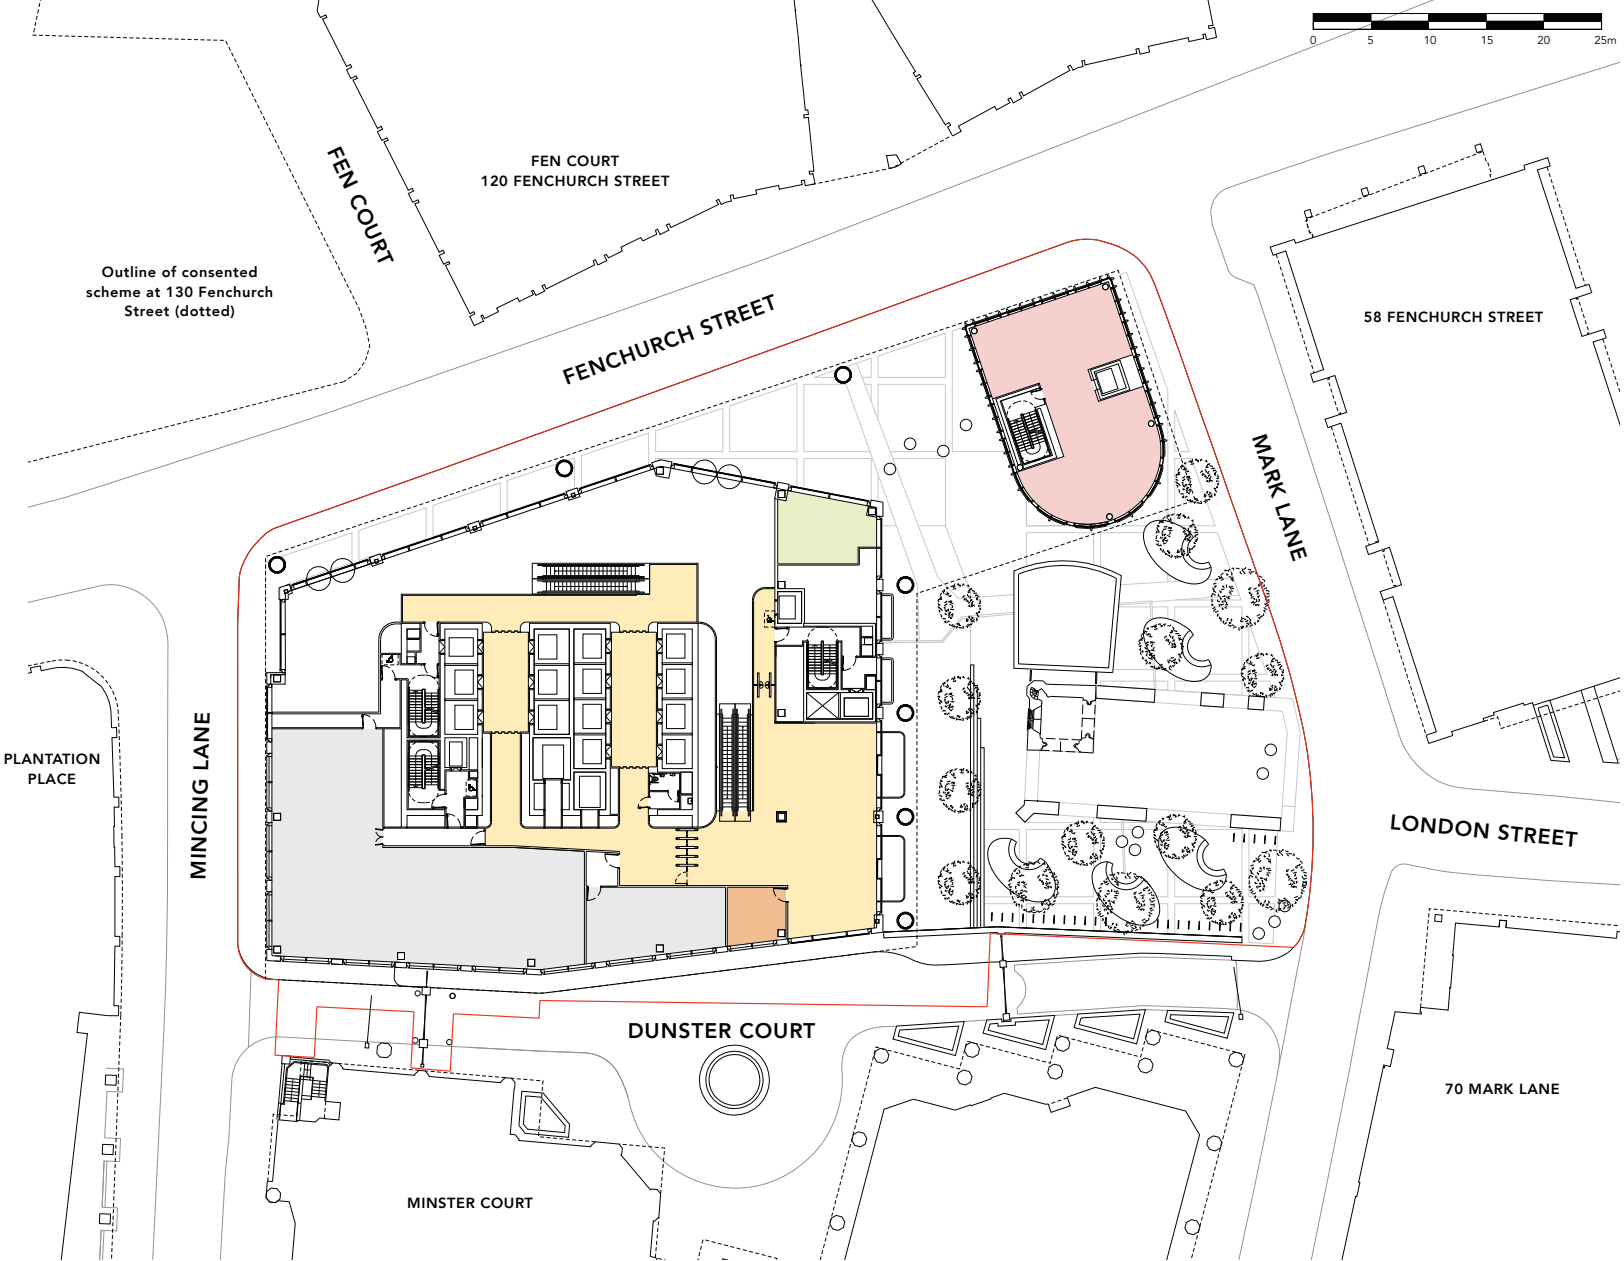 0 5 10 15 20 25m
FEN COURT
120 FENCHURCH STREET
FEN COURT
Outline of consented
scheme at 130 Fenchurch
Street (dotted)
FENCHURCH STREET
58 FENCHURCH STREET
MARK LANE
PLANTATION
PLACE
MINCING LANE
LONDON STREET
DUNSTER COURT
70 MARK LANE
MINSTER COURT